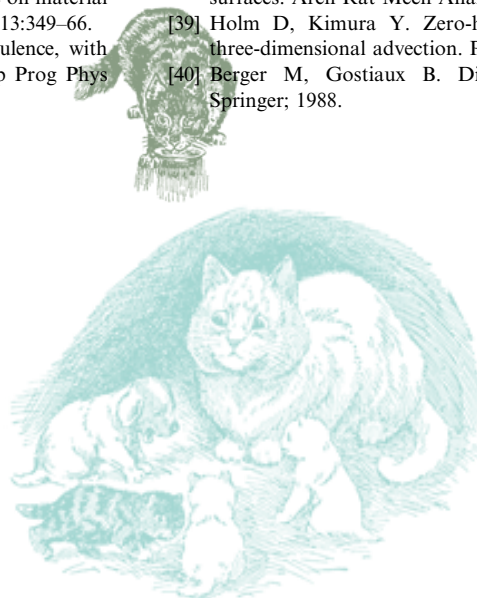 on material
13:349–66.
ulence, with
Prog Phys
surfaces. Arch Rat Mech Anal
[39] Holm D, Kimura Y. Zero-h
three-dimensional advection.
[40] Berger M, Gostiaux B. Di
Springer; 1988.